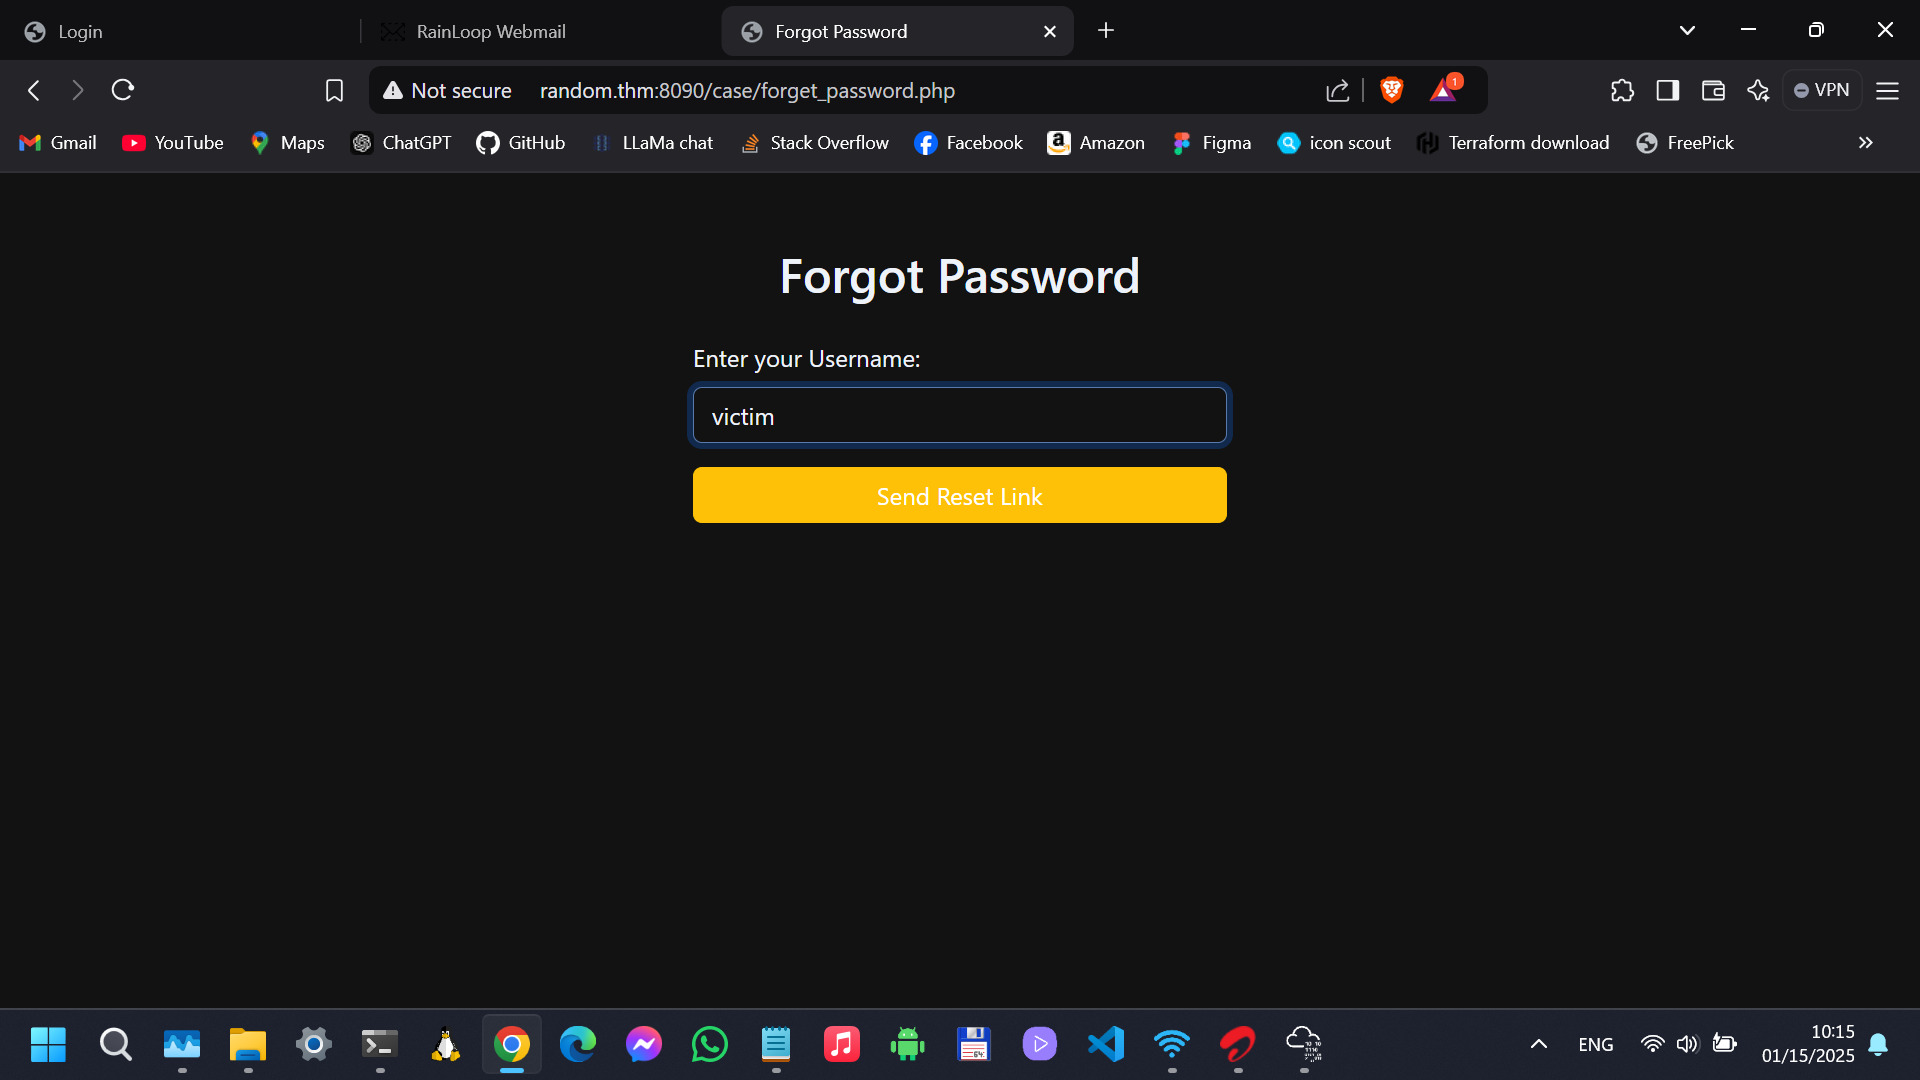 Login
RainLoop Webmail
Forgot Password
Not secure
random.thm:8090/case/forget_password.php
1
VPN
Gmail
YouTube
Maps
ChatGPT
GitHub
LLaMa chat
Stack Overflow
Facebook
Amazon
Figma
icon scout
Terraform download
FreePick
Forgot Password
Enter your Username:
victim
Send Reset Link
64
ENG
10:15
01/15/2025